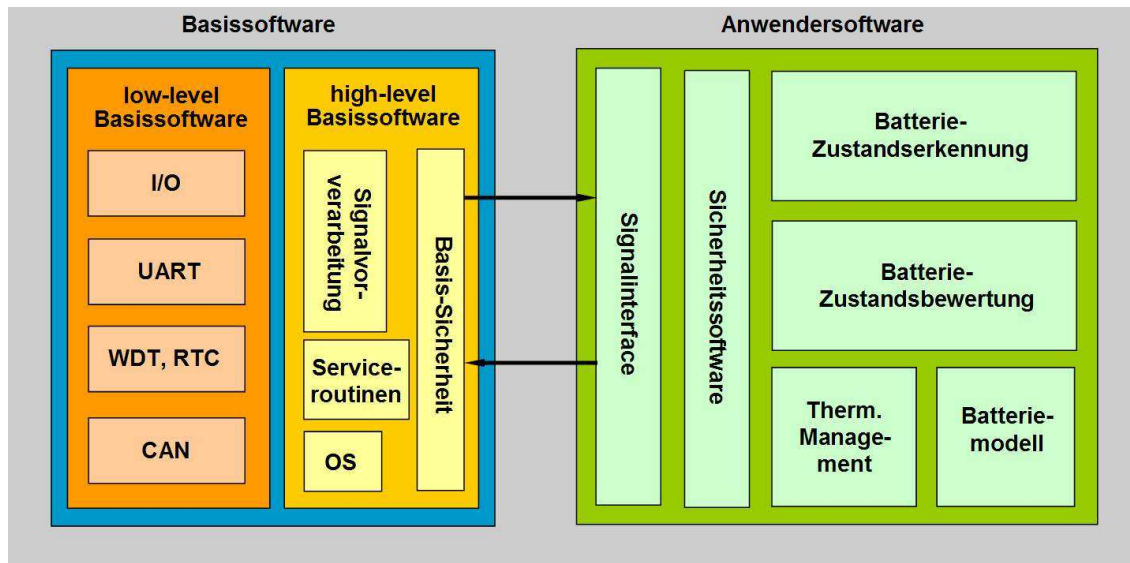 Basissoftware
low-level
Basissoftware
I/O
UART
WDT, RTC
CAN
high-level
Basissoftware
Signalvor-
verarbeitung
Service-
routinen
OS
Basis-Sicherheit
Anwendersoftware
Signalinterface
Sicherheitssoftware
Batterie-
Zustandserkennung
Batterie-
Zustandsbewertung
Therm.
Manage-
ment
Batterie-
modell